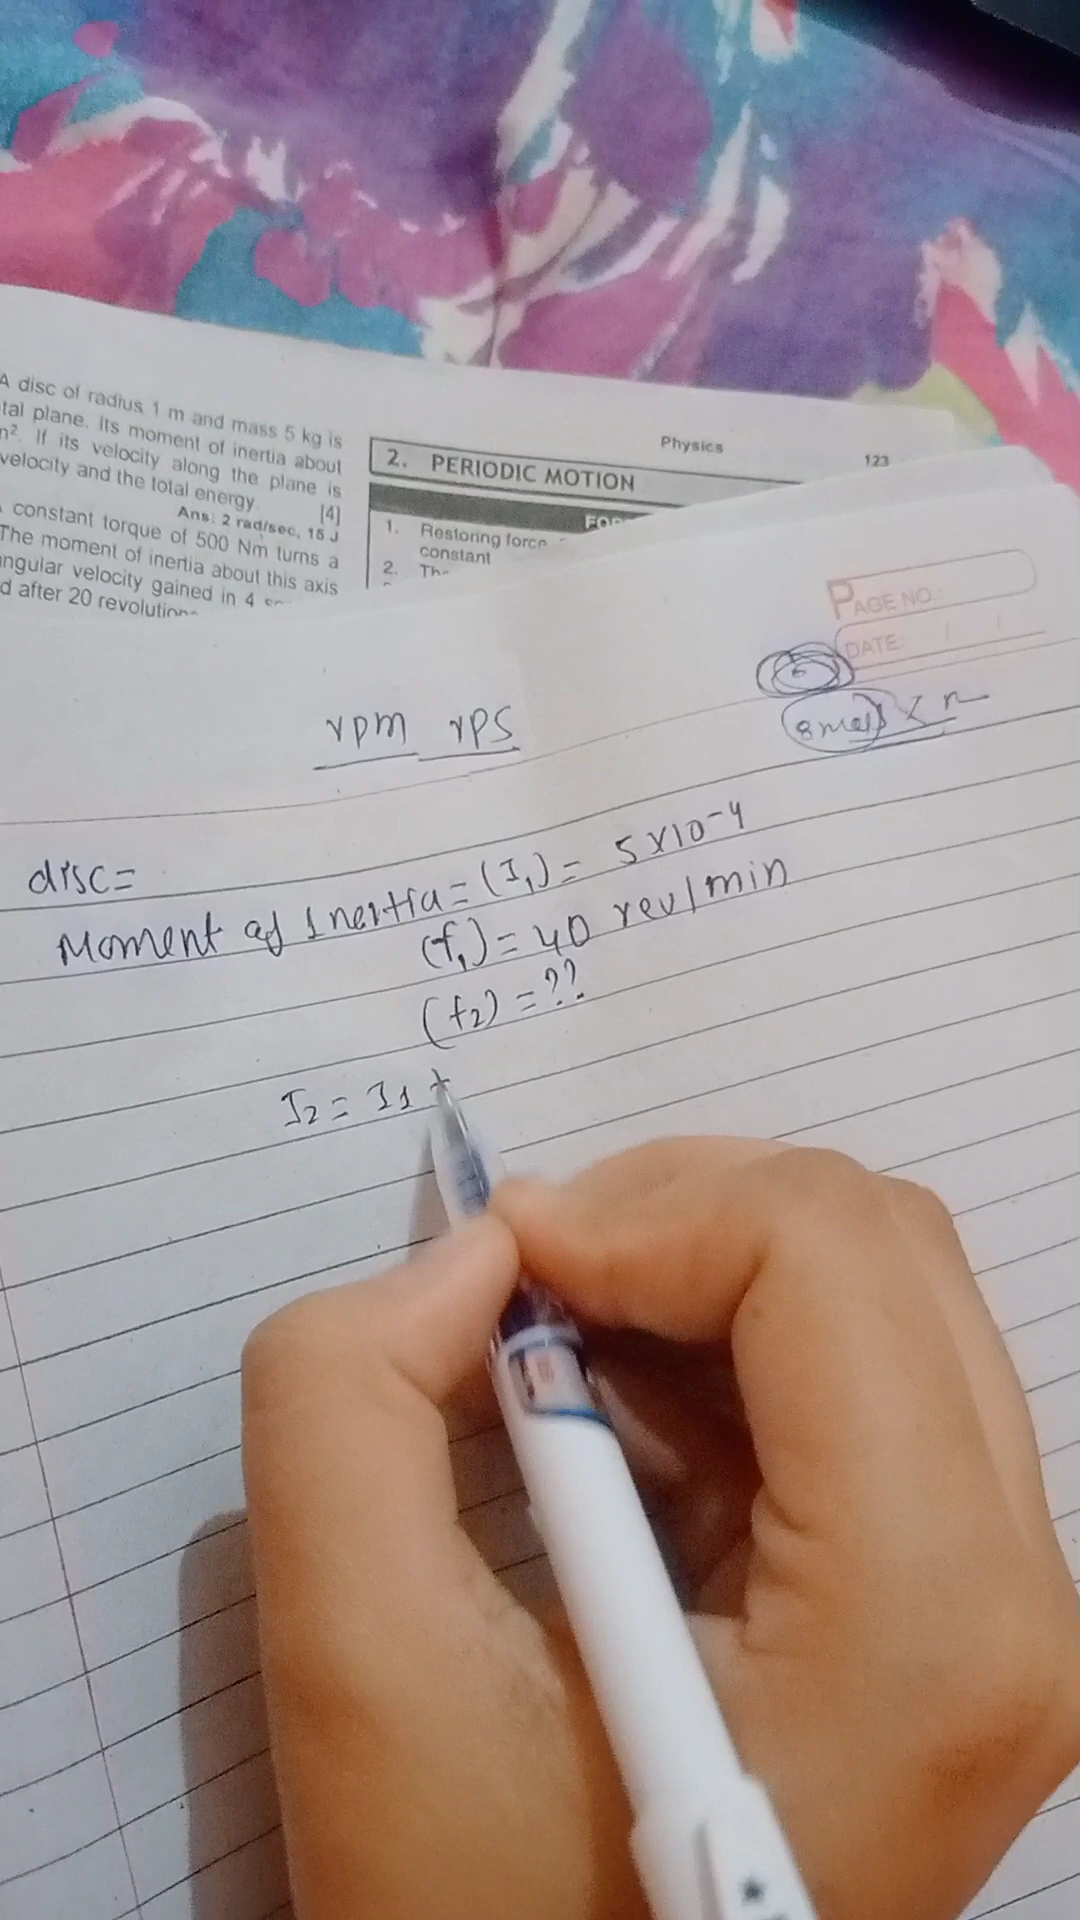 A disc of radius 1 m and mass 5 kg is
tal plane. Its moment of inertia about
m². If its velocity along the plane is
velocity and the total energy. [4]
Ans: 2 rad/sec, 15 J
constant torque of 500 Nm turns a
The moment of inertia about this axis
angular velocity gained in 4
d after 20 revolution
Physics 123
2. PERIODIC MOTION
1. Restoring force
constant
2.
PAGE NO.:
DATE: / /
rpm rps
disc=
Moment of Inertia = (I₁) = 5×10⁻⁴
(f₁) = 40 rev/min
(f₂) = ??
I₂ = I₁ +